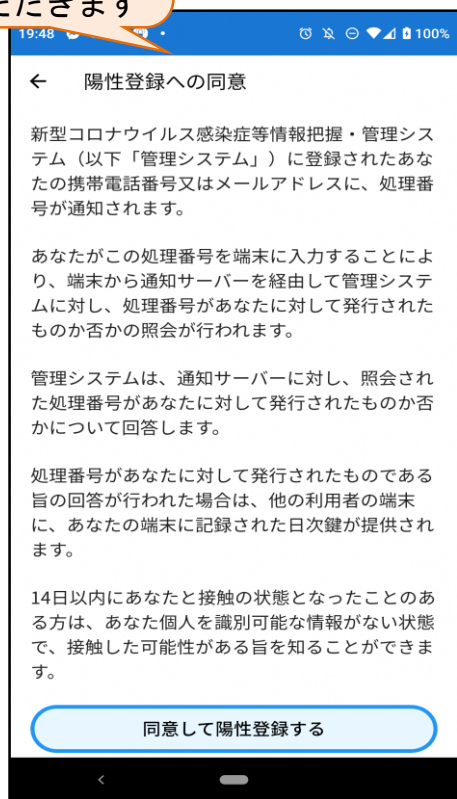 ただきます
19:48
100%
陽性登録への同意
新型コロナウイルス感染症等情報把握・管理シス
テム（以下「管理システム」）に登録されたあな
たの携帯電話番号又はメールアドレスに、処理番
号が通知されます。
あなたがこの処理番号を端末に入力することによ
り、端末から通知サーバーを経由して管理システ
ムに対し、処理番号があなたに対して発行された
ものか否かの照会が行われます。
管理システムは、通知サーバーに対し、照会され
た処理番号があなたに対して発行されたものか否
かについて回答します。
処理番号があなたに対して発行されたものである
旨の回答が行われた場合は、他の利用者の端末
に、あなたの端末に記録された日次鍵が提供され
ます。
14日以内にあなたと接触の状態となったことのあ
る方は、あなた個人を識別可能な情報がない状態
で、接触した可能性がある旨を知ることができま
す。
同意して陽性登録する